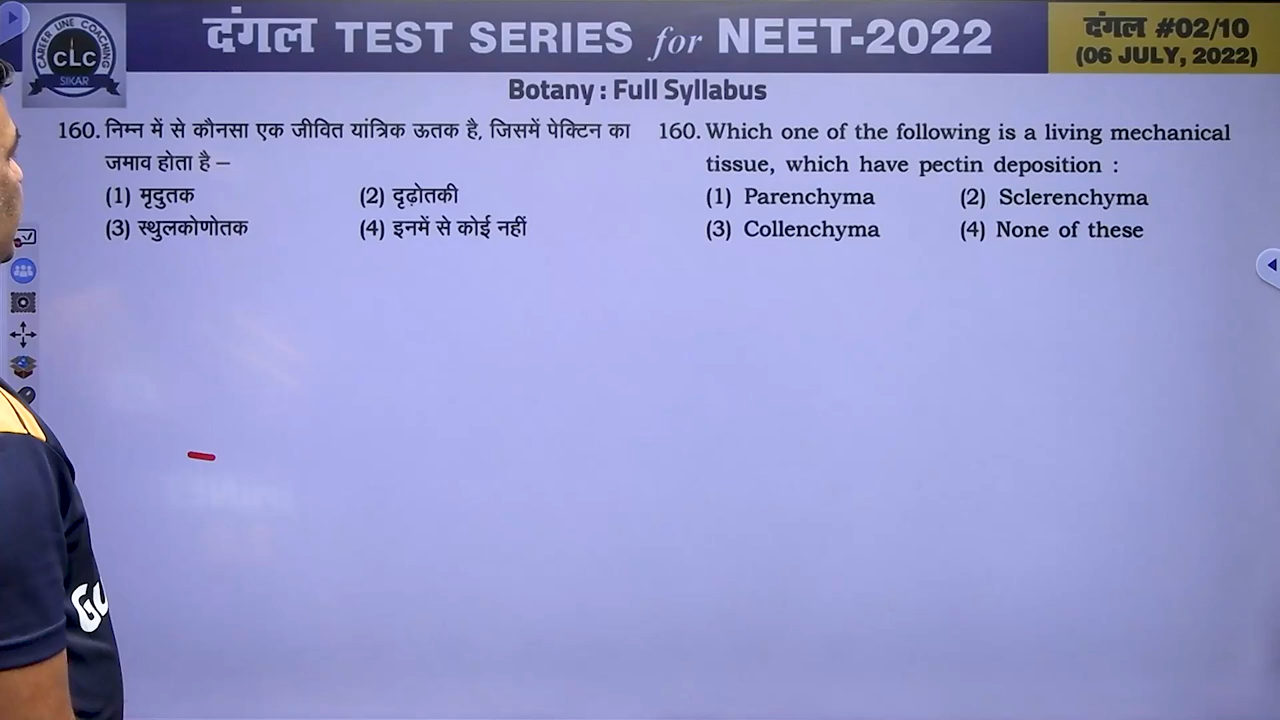 CAREER LINE COACHING
CLC
SIKAR
दंगल TEST SERIES for NEET-2022
दंगल #02/10
(06 JULY, 2022)
Botany : Full Syllabus
160. निम्न में से कौनसा एक जीवित यांत्रिक ऊतक है, जिसमें पेक्टिन का
जमाव होता है –
(1) मृदुतक (2) दृढ़ोतकी
(3) स्थुलकोणोतक (4) इनमें से कोई नहीं
160. Which one of the following is a living mechanical
tissue, which have pectin deposition :
(1) Parenchyma (2) Sclerenchyma
(3) Collenchyma (4) None of these